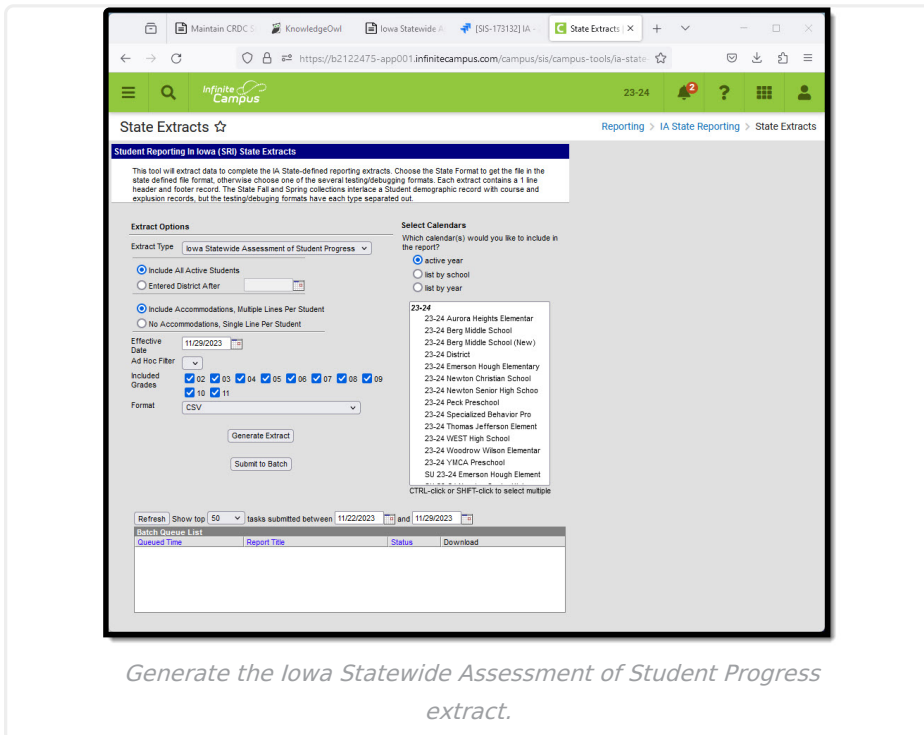 Maintain CRDC S
KnowledgeOwl
Iowa Statewide A
[SIS-173132] IA -
State Extracts |
https://b2122475-app001.infinitecampus.com/campus/sis/campus-tools/ia-state
Infinite Campus
23-24
2
State Extracts
Reporting > IA State Reporting > State Extracts
Student Reporting In Iowa (SRI) State Extracts
This tool will extract data to complete the IA State-defined reporting extracts. Choose the State Format to get the file in the
state defined file format, otherwise choose one of the several testing/debugging formats. Each extract contains a 1 line
header and footer record. The State Fall and Spring collections interlace a Student demographic record with course and
explusion records, but the testing/debuging formats have each type separated out.
Extract Options
Extract Type Iowa Statewide Assessment of Student Progress
Include All Active Students
Entered District After
Include Accommodations, Multiple Lines Per Student
No Accommodations, Single Line Per Student
Effective Date 11/29/2023
Ad Hoc Filter
Included Grades 02 03 04 05 06 07 08 09
10 11
Format CSV
Generate Extract
Submit to Batch
Select Calendars
Which calendar(s) would you like to include in
the report?
active year
list by school
list by year
23-24
23-24 Aurora Heights Elementar
23-24 Berg Middle School
23-24 Berg Middle School (New)
23-24 District
23-24 Emerson Hough Elementary
23-24 Newton Christian School
23-24 Newton Senior High Schoo
23-24 Peck Preschool
23-24 Specialized Behavior Pro
23-24 Thomas Jefferson Element
23-24 WEST High School
23-24 Woodrow Wilson Elementar
23-24 YMCA Preschool
SU 23-24 Emerson Hough Element
CTRL-click or SHIFT-click to select multiple
Refresh Show top 50 tasks submitted between 11/22/2023 and 11/29/2023
Batch Queue List
Queued Time Report Title Status Download
Generate the Iowa Statewide Assessment of Student Progress
extract.